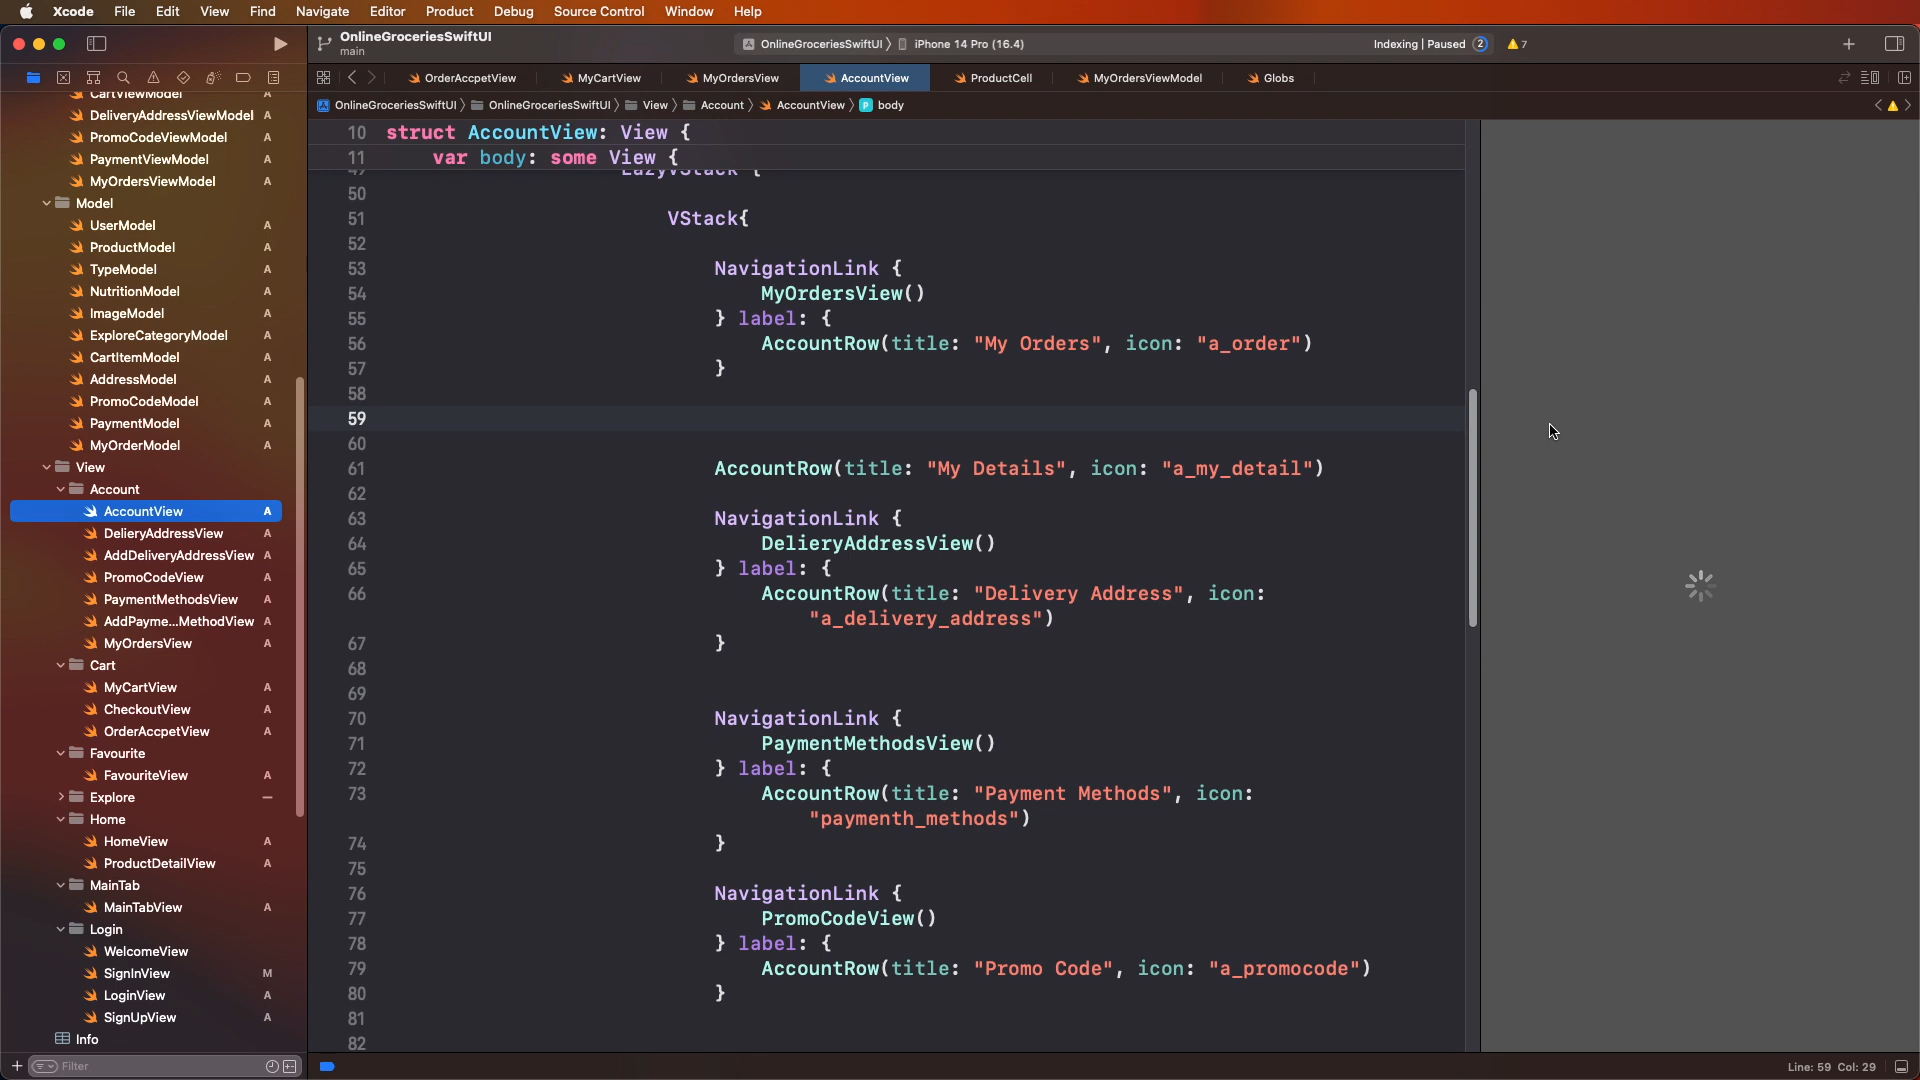 Xcode File Edit View Find Navigate Editor Product Debug Source Control Window Help
OnlineGroceriesSwiftUI
main
OnlineGroceriesSwiftUI iPhone 14 Pro (16.4)
Indexing | Paused 2 7
OrderAccpetView MyCartView MyOrdersView AccountView ProductCell MyOrdersViewModel Globs
OnlineGroceriesSwiftUI OnlineGroceriesSwiftUI View Account AccountView P body
CartViewModel A
DeliveryAddressViewModel A
PromoCodeViewModel A
PaymentViewModel A
MyOrdersViewModel A
Model
UserModel A
ProductModel A
TypeModel A
NutritionModel A
ImageModel A
ExploreCategoryModel A
CartItemModel A
AddressModel A
PromoCodeModel A
PaymentModel A
MyOrderModel A
View
Account
AccountView A
DelieryAddressView A
AddDeliveryAddressView A
PromoCodeView A
PaymentMethodsView A
AddPayme...MethodView A
MyOrdersView A
Cart
MyCartView A
CheckoutView A
OrderAccpetView A
Favourite
FavouriteView A
Explore
Home
HomeView A
ProductDetailView A
MainTab
MainTabView A
Login
WelcomeView
SignInView M
LoginView A
SignUpView A
Info
Filter
10 struct AccountView: View {
11 var body: some View {
49 LazyVStack {
50
51 VStack{
52
53 NavigationLink {
54 MyOrdersView()
55 } label: {
56 AccountRow(title: "My Orders", icon: "a_order")
57 }
58
59
60
61 AccountRow(title: "My Details", icon: "a_my_detail")
62
63 NavigationLink {
64 DelieryAddressView()
65 } label: {
66 AccountRow(title: "Delivery Address", icon:
"a_delivery_address")
67 }
68
69
70 NavigationLink {
71 PaymentMethodsView()
72 } label: {
73 AccountRow(title: "Payment Methods", icon:
"paymenth_methods")
74 }
75
76 NavigationLink {
77 PromoCodeView()
78 } label: {
79 AccountRow(title: "Promo Code", icon: "a_promocode")
80 }
81
82
Line: 59 Col: 29